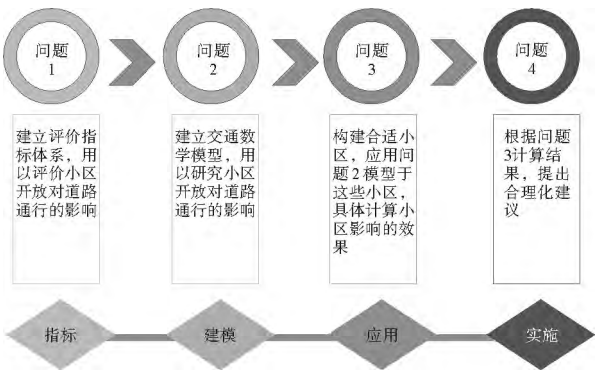 问题
1
问题
2
问题
3
问题
4
建立评价指
标体系，用
以评价小区
开放对道路
通行的影响
建立交通数
学模型，用
以研究小区
开放对道路
通行的影响
构建合适小
区，应用问
题2模型于
这些小区，
具体计算小
区影响的效
果
根据问题
3计算结
果，提出
合理化建
议
指标
建模
应用
实施